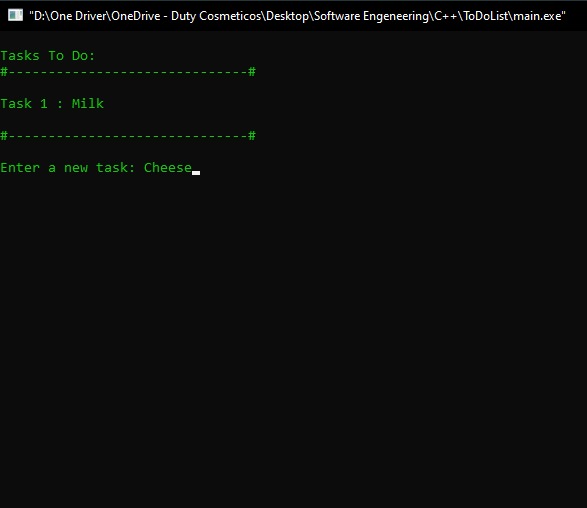 "D:\One Driver\OneDrive - Duty Cosmeticos\Desktop\Software Engeneering\C++\ToDoList\main.exe"
Tasks To Do:
#------------------------------#
Task 1 : Milk
#------------------------------#
Enter a new task: Cheese